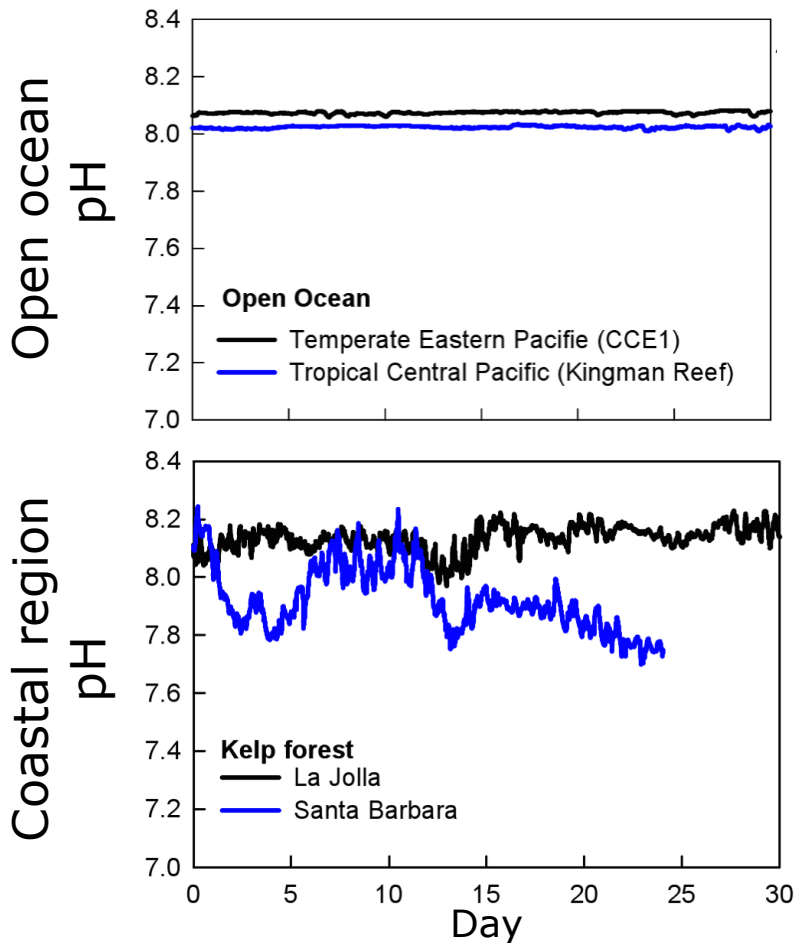 Open ocean
pH
8.4
8.2
8.0
7.8
7.6
7.4
7.2
7.0
Open Ocean
Temperate Eastern Pacifie (CCE1)
Tropical Central Pacific (Kingman Reef)
Coastal region
pH
8.4
8.2
8.0
7.8
7.6
7.4
7.2
7.0
Kelp forest
La Jolla
Santa Barbara
0 5 10 15 20 25 30
Day